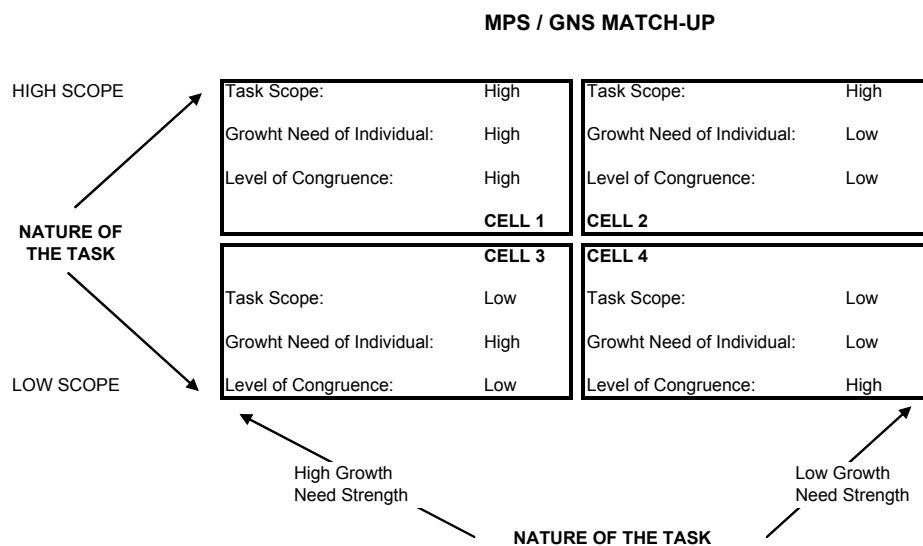 MPS / GNS MATCH-UP
HIGH SCOPE
Task Scope: High
Growht Need of Individual: High
Level of Congruence: High
CELL 1
Task Scope: High
Growht Need of Individual: Low
Level of Congruence: Low
CELL 2
NATURE OF
THE TASK
CELL 3
Task Scope: Low
Growht Need of Individual: High
Level of Congruence: Low
CELL 4
Task Scope: Low
Growht Need of Individual: Low
Level of Congruence: High
LOW SCOPE
High Growth
Need Strength
Low Growth
Need Strength
NATURE OF THE TASK